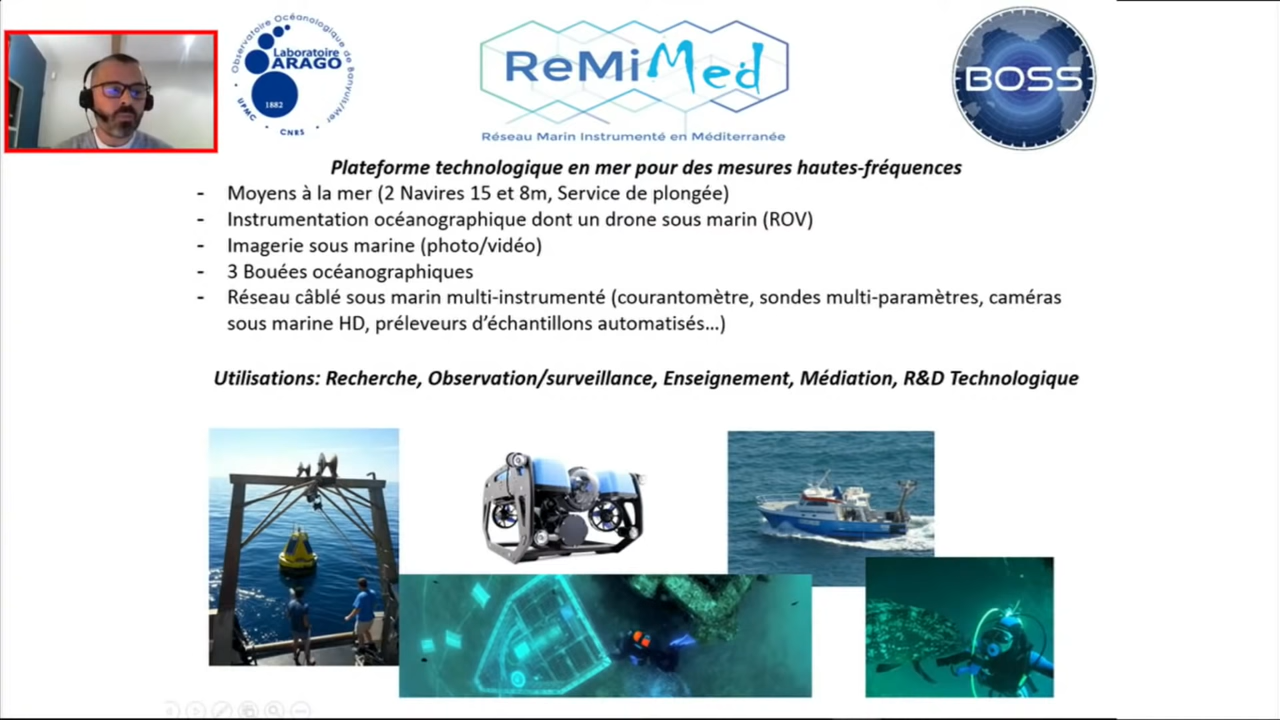 Observatoire Océanologique de Banyuls/Mer
Laboratoire
ARAGO
1882
UPMC • CNRS
ReMiMed
Réseau Marin Instrumenté en Méditerranée
BOSS
Plateforme technologique en mer pour des mesures hautes-fréquences
- Moyens à la mer (2 Navires 15 et 8m, Service de plongée)
- Instrumentation océanographique dont un drone sous marin (ROV)
- Imagerie sous marine (photo/vidéo)
- 3 Bouées océanographiques
- Réseau câblé sous marin multi-instrumenté (courantomètre, sondes multi-paramètres, caméras
sous marine HD, préleveurs d'échantillons automatisés…)
Utilisations: Recherche, Observation/surveillance, Enseignement, Médiation, R&D Technologique